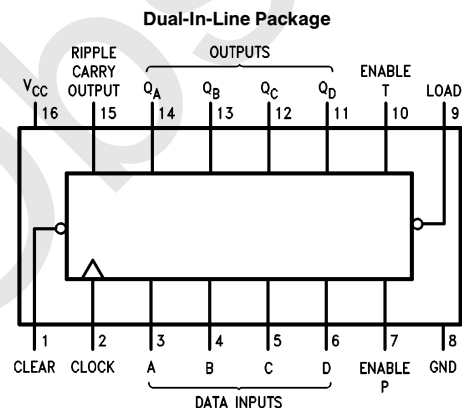 Dual-In-Line Package
RIPPLE
CARRY
OUTPUT
OUTPUTS
ENABLE
T
VCC QA QB QC QD LOAD
16 15 14 13 12 11 10 9
1 2 3 4 5 6 7 8
CLEAR CLOCK A B C D ENABLE GND
P
DATA INPUTS